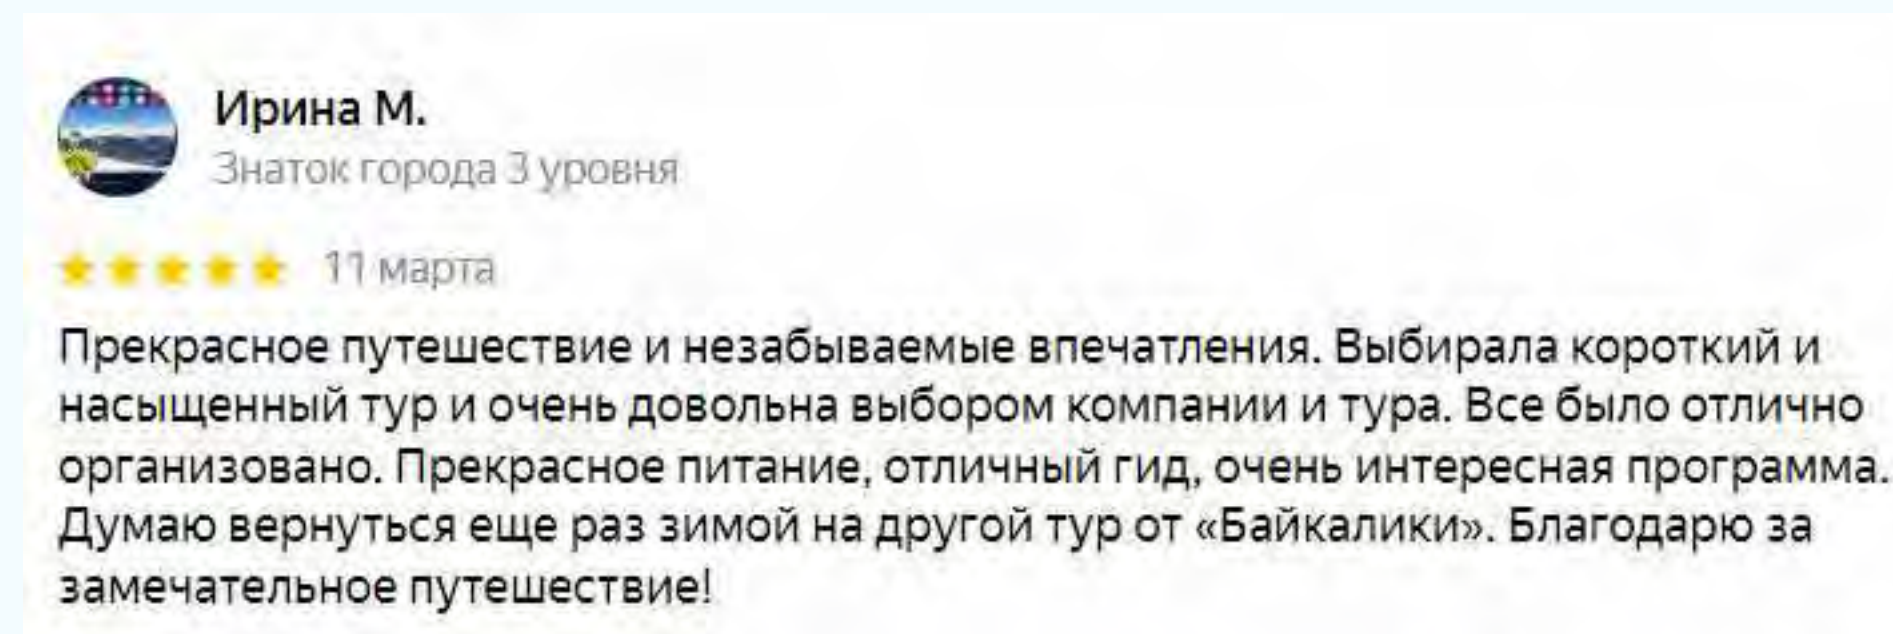 Ирина М.
Знаток города 3 уровня
11 марта
Прекрасное путешествие и незабываемые впечатления. Выбирала короткий и
насыщенный тур и очень довольна выбором компании и тура. Все было отлично
организовано. Прекрасное питание, отличный гид, очень интересная программа.
Думаю вернуться еще раз зимой на другой тур от «Байкалики». Благодарю за
замечательное путешествие!